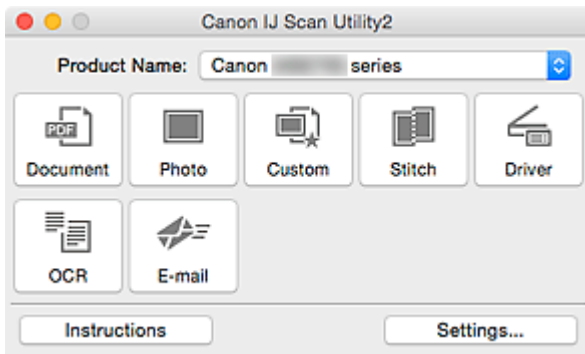 Canon IJ Scan Utility2
Product Name: Canon series
PDF
Document Photo Custom Stitch Driver
OCR E-mail
Instructions Settings...